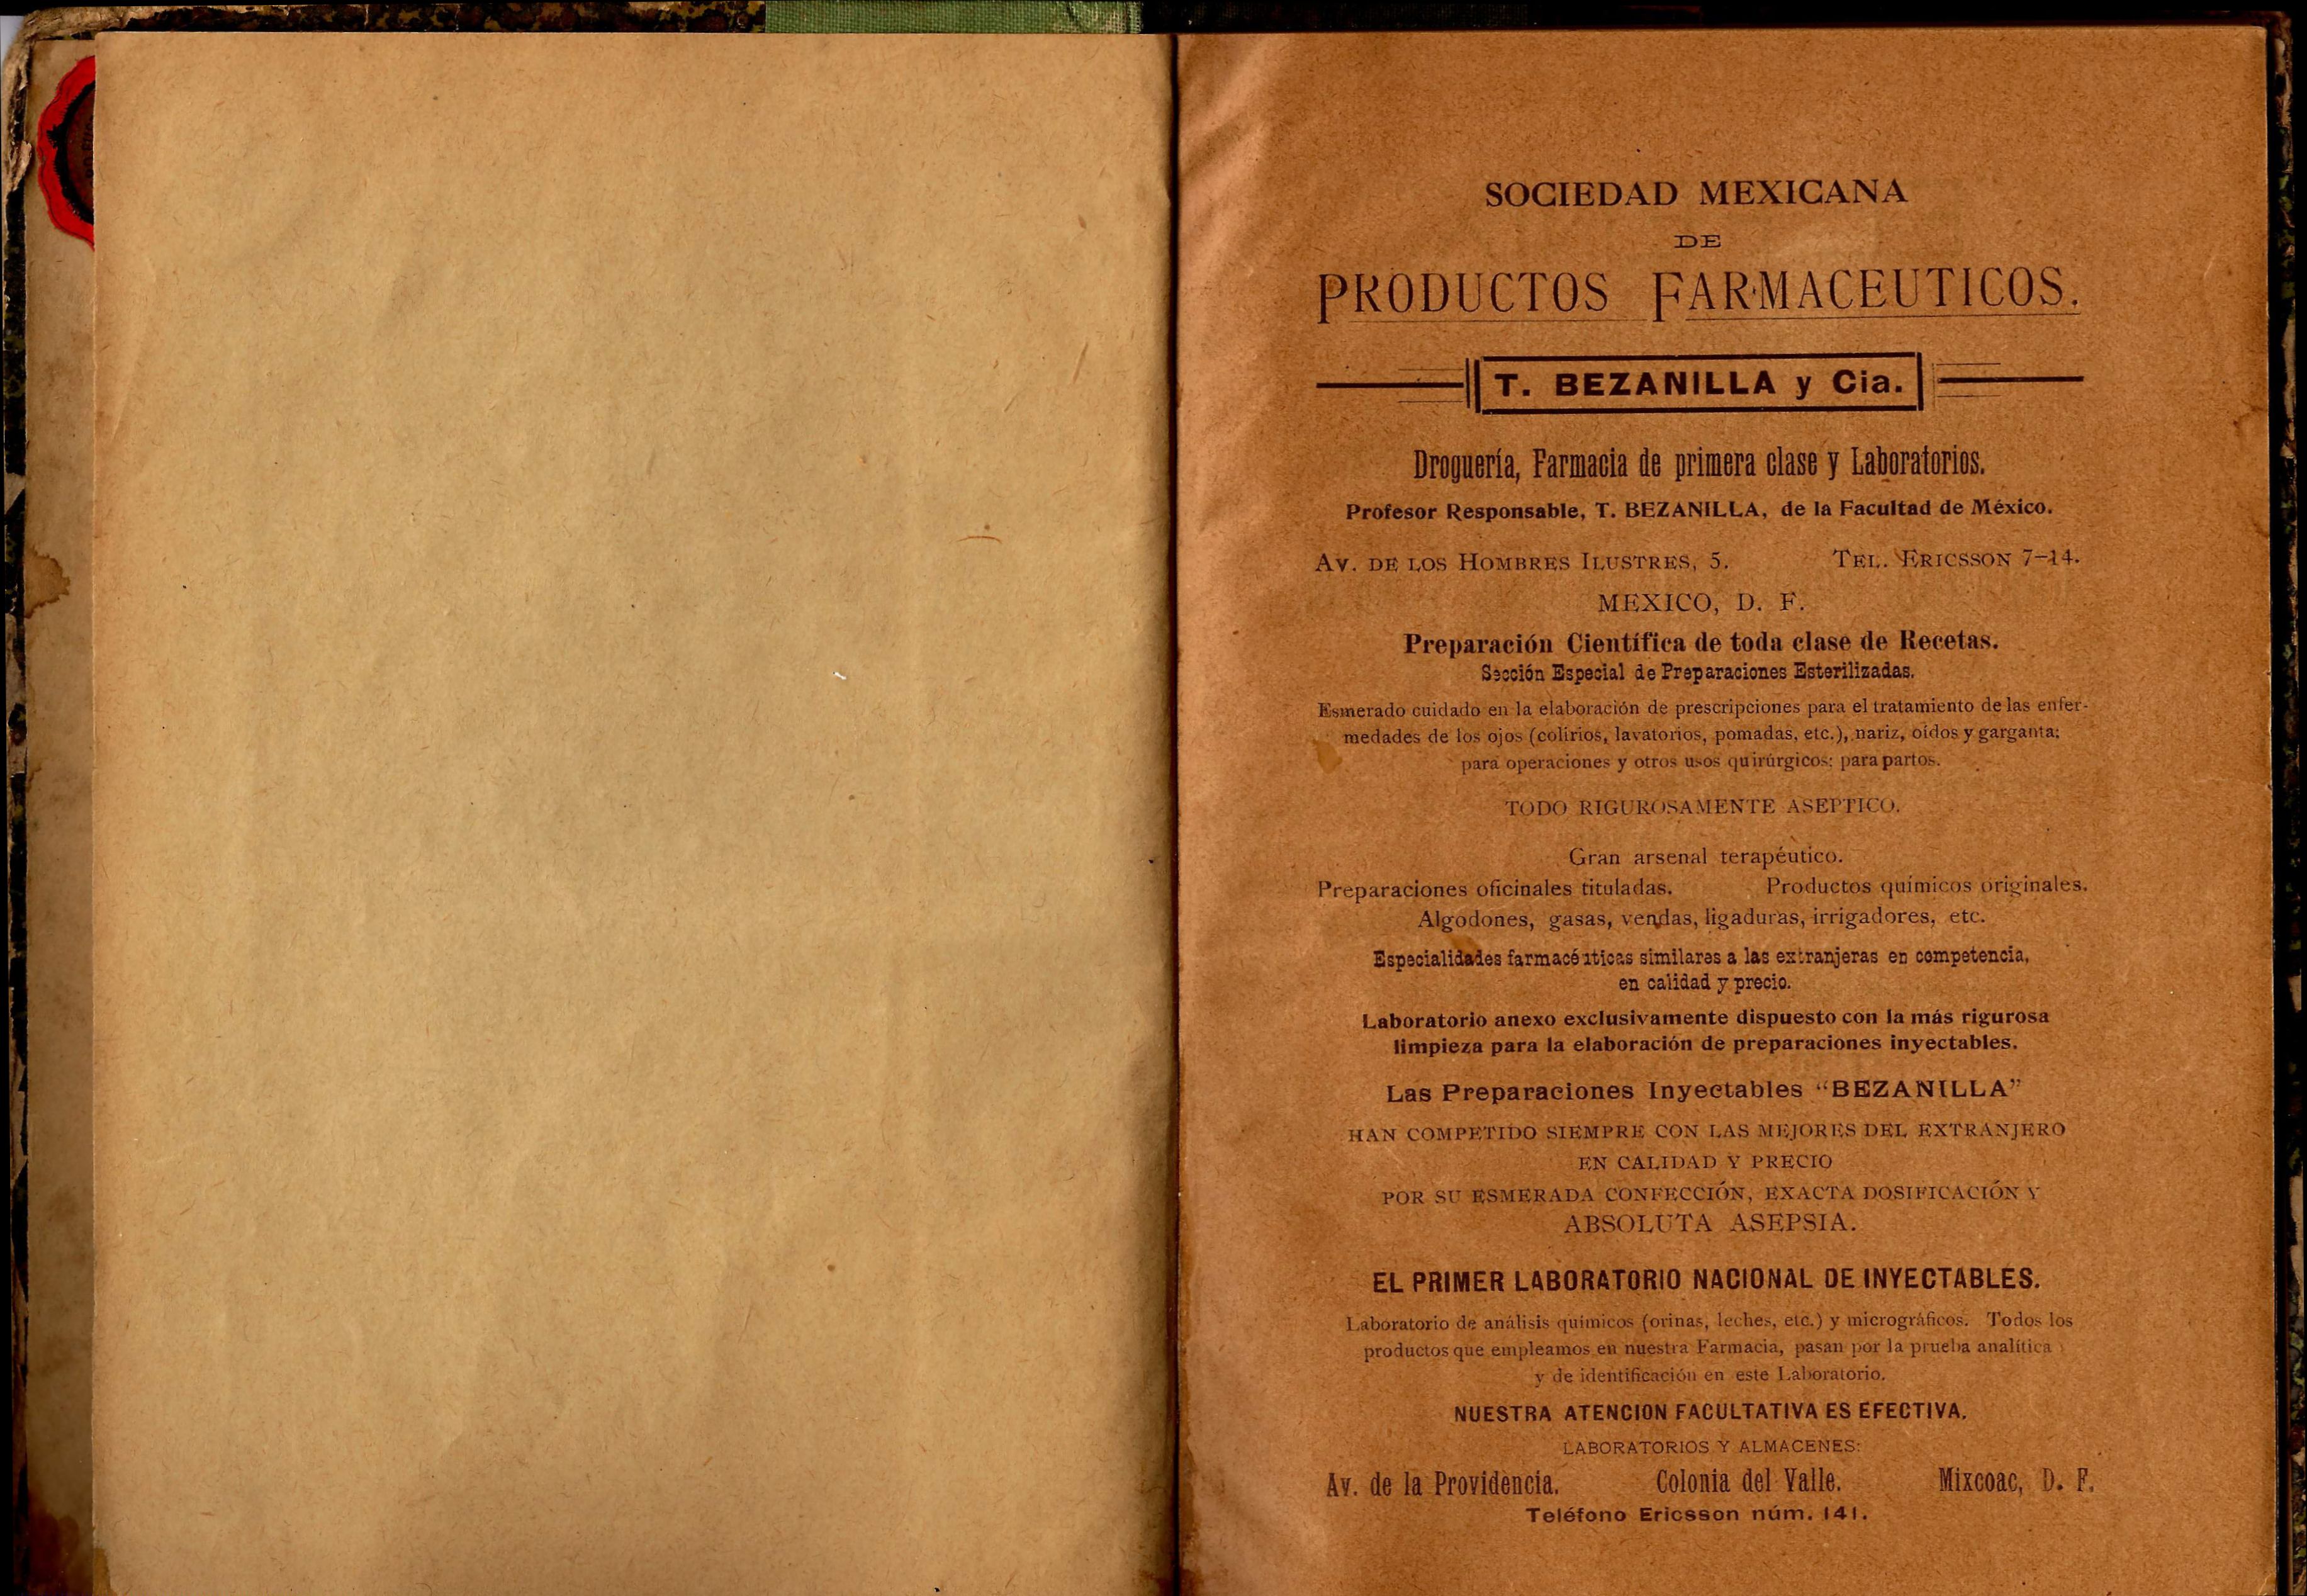 SOCIEDAD MEXICANA
DE
PRODUCTOS FARMACEUTICOS.
T. BEZANILLA y Cia.
Droguería, Farmacia de primera clase y Laboratorios.
Profesor Responsable, T. BEZANILLA, de la Facultad de México.
AV. DE LOS HOMBRES ILUSTRES, 5. TEL. ERICSSON 7-14.
MEXICO, D. F.
Preparación Científica de toda clase de Recetas.
Sección Especial de Preparaciones Esterilizadas.
Esmerado cuidado en la elaboración de prescripciones para el tratamiento de las enfer-
medades de los ojos (colirios, lavatorios, pomadas, etc.), nariz, oídos y garganta;
para operaciones y otros usos quirúrgicos; para partos.
TODO RIGUROSAMENTE ASEPTICO.
Gran arsenal terapéutico.
Preparaciones oficinales tituladas. Productos químicos originales.
Algodones, gasas, vendas, ligaduras, irrigadores, etc.
Especialidades farmacéuticas similares a las extranjeras en competencia,
en calidad y precio.
Laboratorio anexo exclusivamente dispuesto con la más rigurosa
limpieza para la elaboración de preparaciones inyectables.
Las Preparaciones Inyectables “BEZANILLA”
HAN COMPETIDO SIEMPRE CON LAS MEJORES DEL EXTRANJERO
EN CALIDAD Y PRECIO
POR SU ESMERADA CONFECCIÓN, EXACTA DOSIFICACIÓN Y
ABSOLUTA ASEPSIA.
EL PRIMER LABORATORIO NACIONAL DE INYECTABLES.
Laboratorio de análisis químicos (orinas, leches, etc.) y micrográficos. Todos los
productos que empleamos en nuestra Farmacia, pasan por la prueba analítica
y de identificación en este Laboratorio.
NUESTRA ATENCION FACULTATIVA ES EFECTIVA.
LABORATORIOS Y ALMACENES:
Av. de la Providencia. Colonia del Valle. Mixcoac, D. F.
Teléfono Ericsson núm. 141.